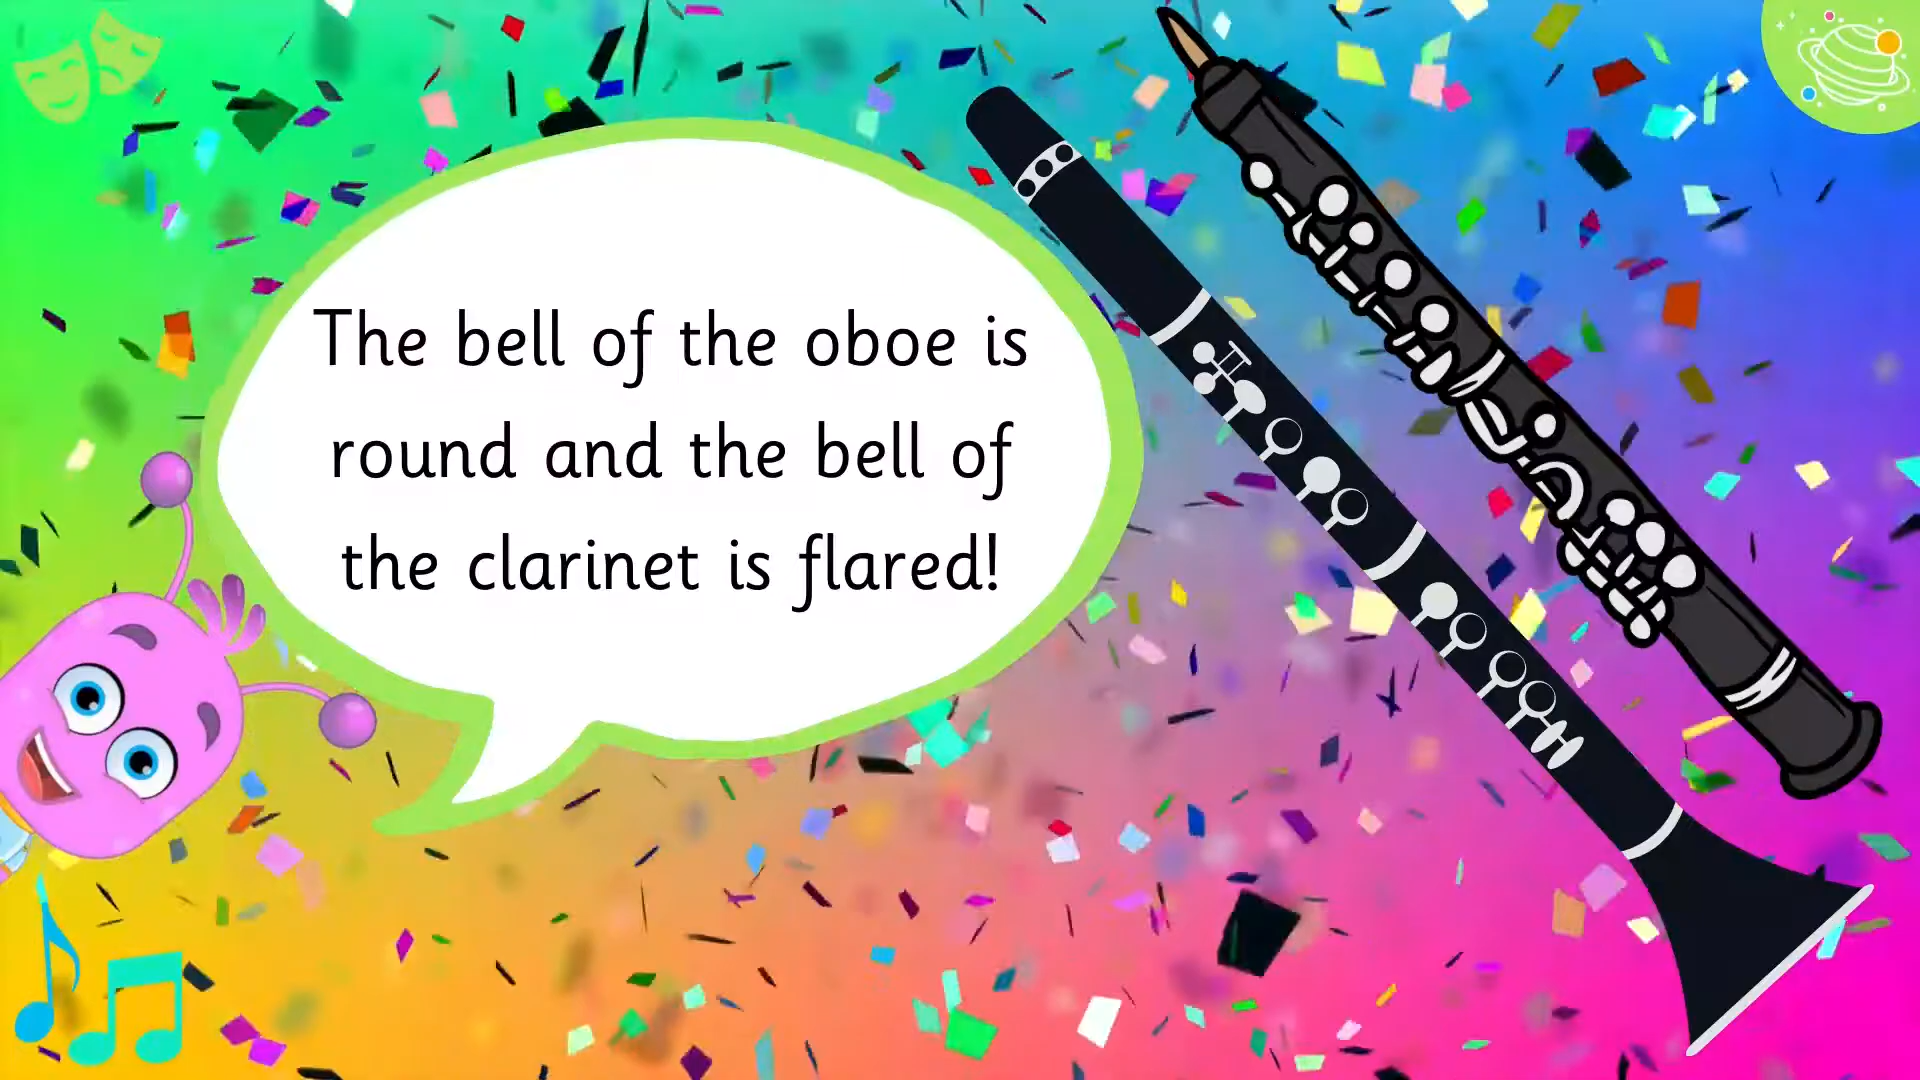 The bell of the oboe is
round and the bell of
the clarinet is flared!